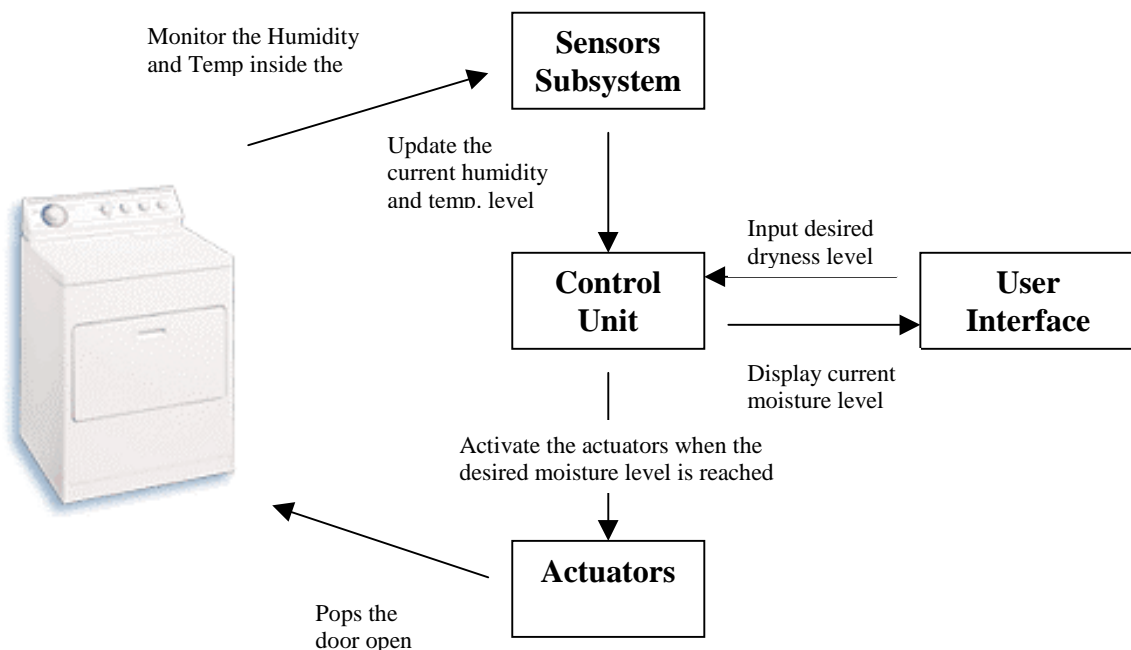 Monitor the Humidity
and Temp inside the
Sensors
Subsystem
Update the
current humidity
and temp. level
Input desired
dryness level
Control
Unit
User
Interface
Display current
moisture level
Activate the actuators when the
desired moisture level is reached
Actuators
Pops the
door open